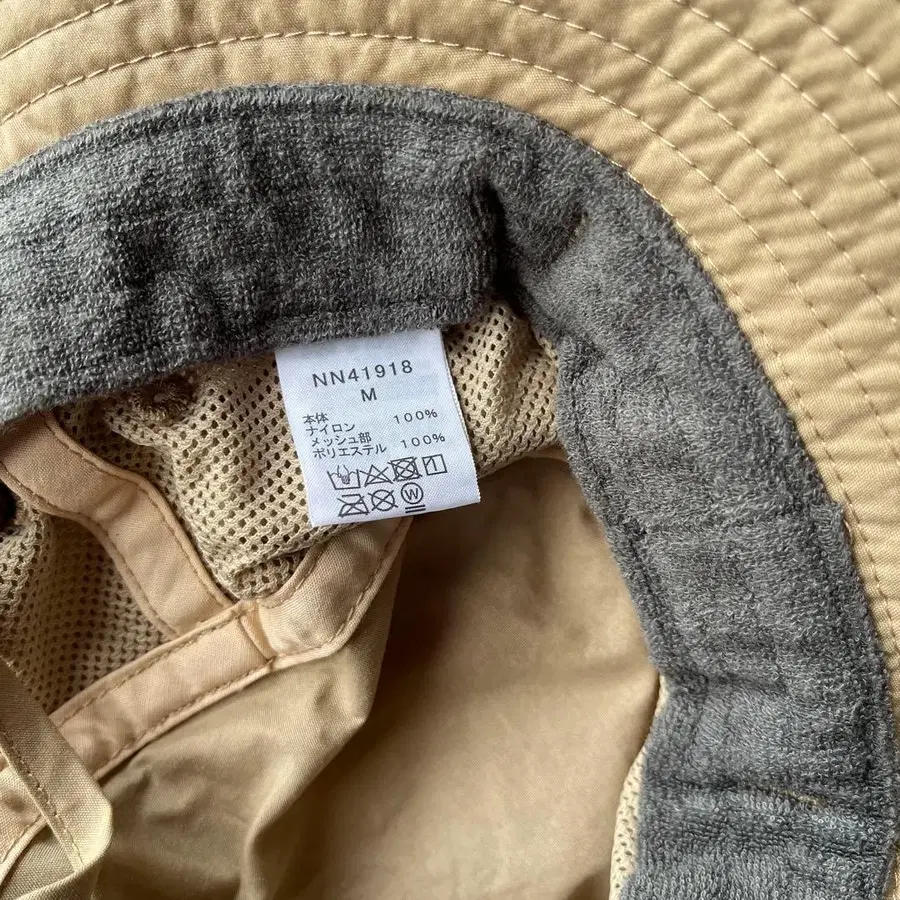 NN41918
M
本体
ナイロン 100%
メッシュ部
ポリエステル 100%
W